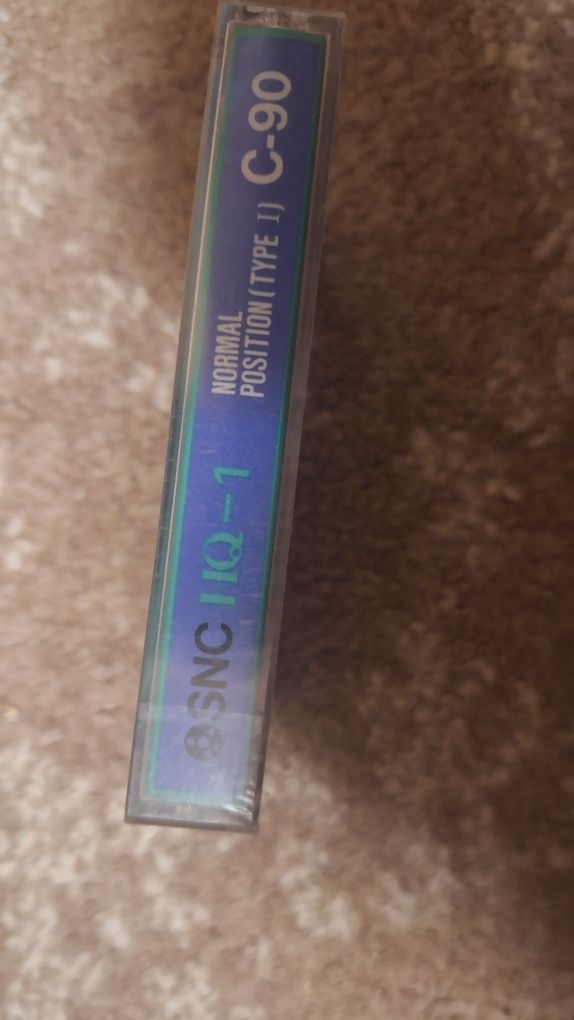 SNC HQ-1
NORMAL
POSITION (TYPE I)
C-90